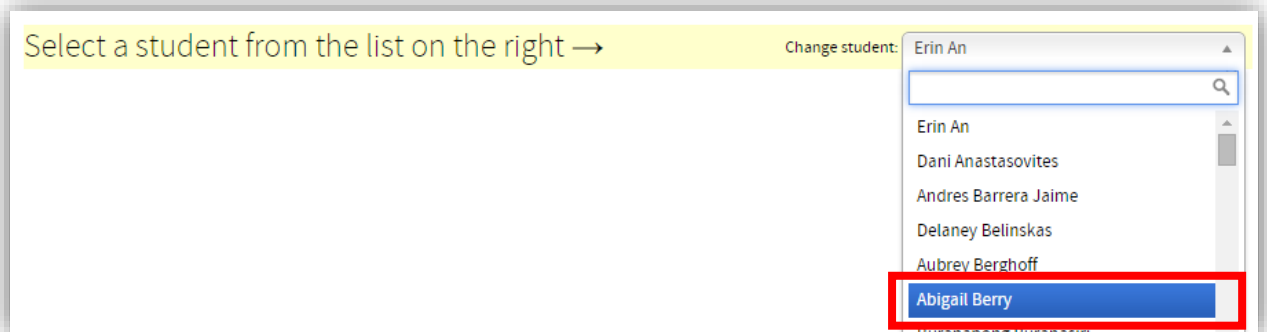 Select a student from the list on the right →
Change student: Erin An
Erin An
Dani Anastasovites
Andres Barrera Jaime
Delaney Belinskas
Aubrey Berghoff
Abigail Berry